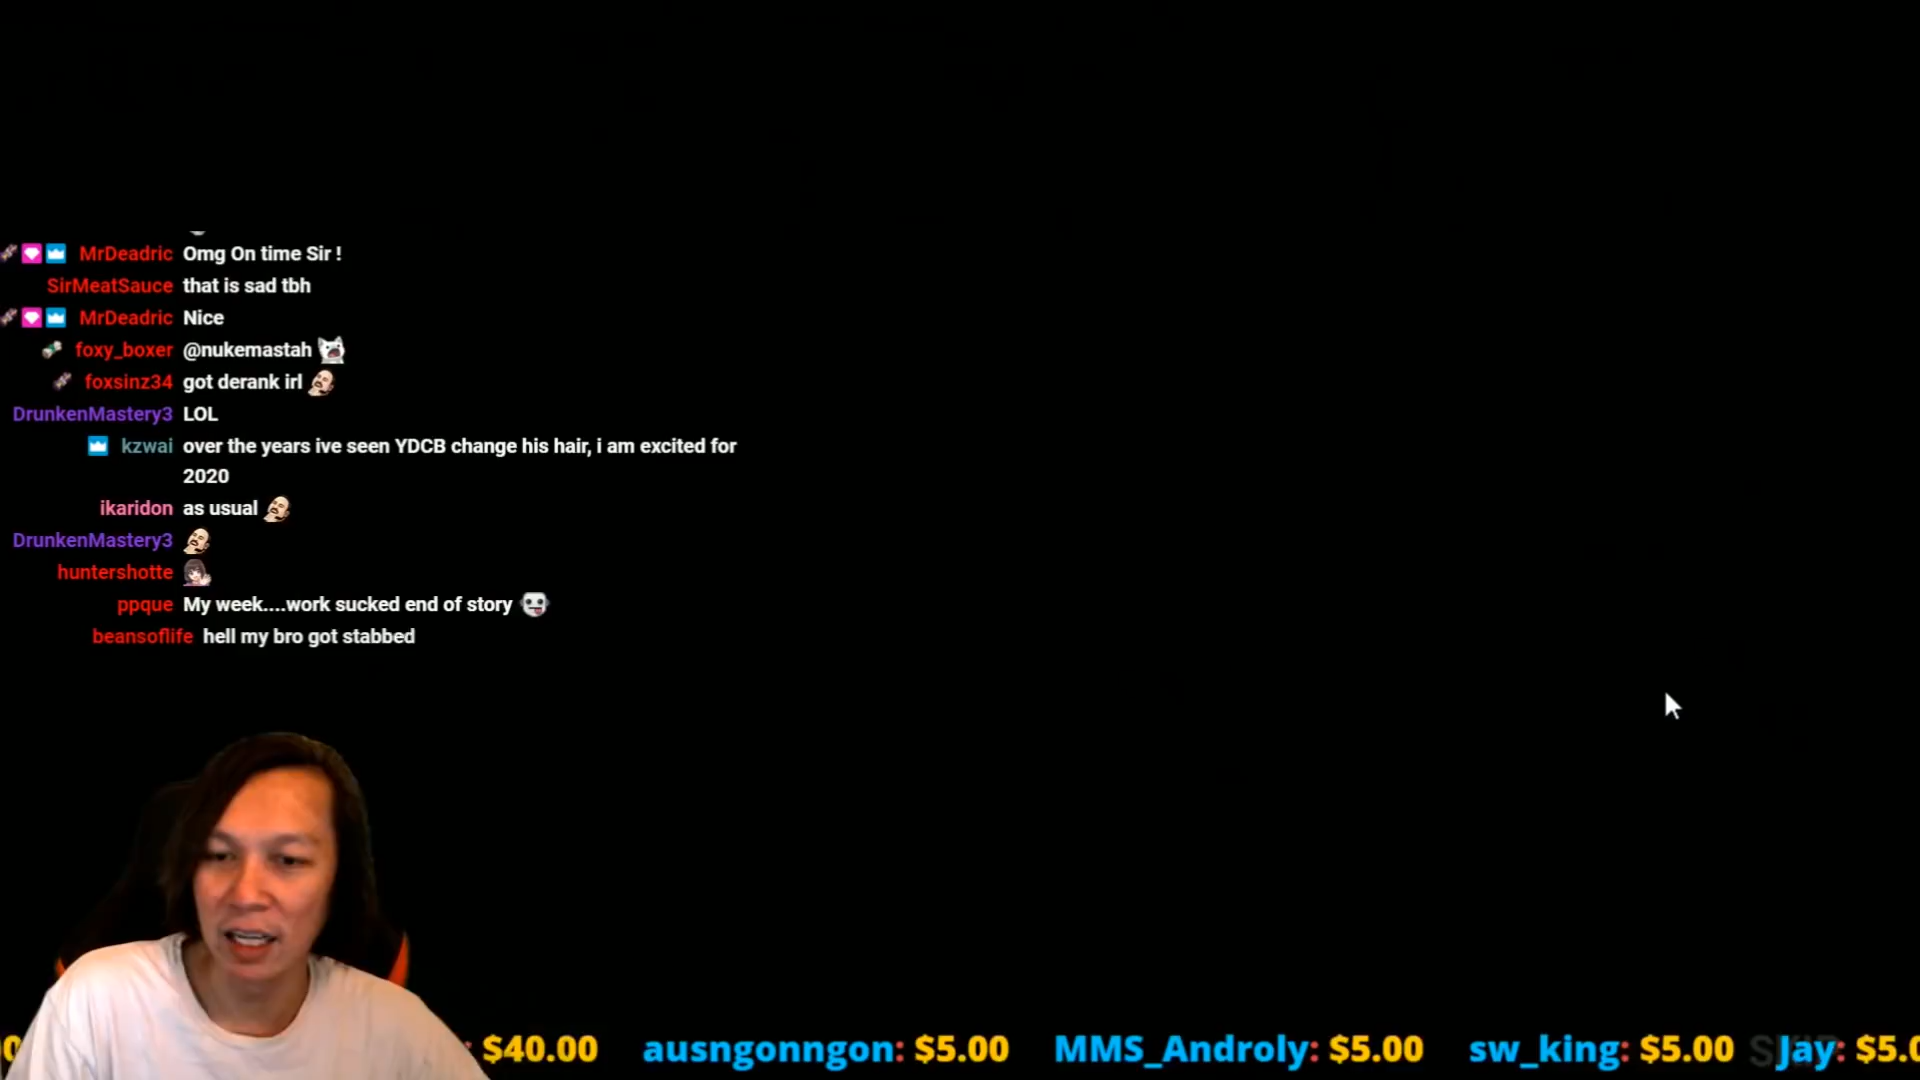 MrDeadric Omg On time Sir !
SirMeatSauce that is sad tbh
MrDeadric Nice
foxy_boxer @nukemastah
foxsinz34 got derank irl
DrunkenMastery3 LOL
kzwai over the years ive seen YDCB change his hair, i am excited for
2020
ikaridon as usual
DrunkenMastery3
huntershotte
ppque My week....work sucked end of story
beansoflife hell my bro got stabbed
: $40.00 ausngonngon: $5.00 MMS_Androly: $5.00 sw_king: $5.00 Jay: $5.0